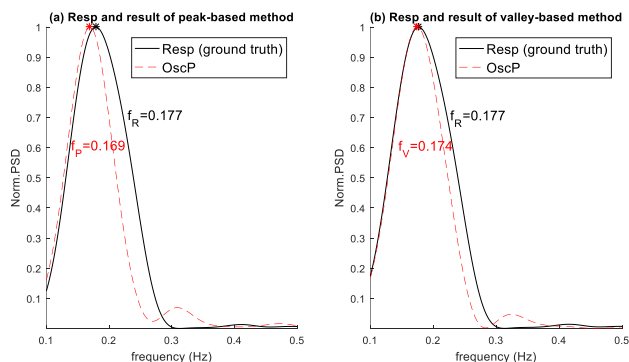 (a) Resp and result of peak-based method
1
0.9
0.8
0.7
0.6
0.5
0.4
0.3
0.2
0.1
Norm.PSD
Resp (ground truth)
OscP
f_R=0.177
f_P=0.169
0.1 0.2 0.3 0.4 0.5
frequency (Hz)
(b) Resp and result of valley-based method
1
0.9
0.8
0.7
0.6
0.5
0.4
0.3
0.2
0.1
Norm.PSD
Resp (ground truth)
OscP
f_R=0.177
f_V=0.174
0.1 0.2 0.3 0.4 0.5
frequency (Hz)